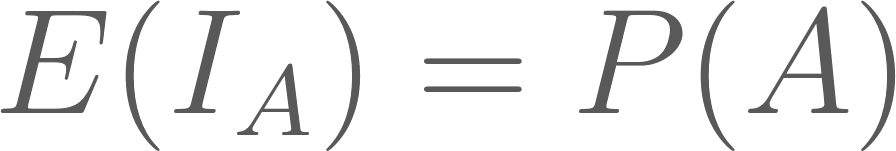 E(I_A) = P(A)